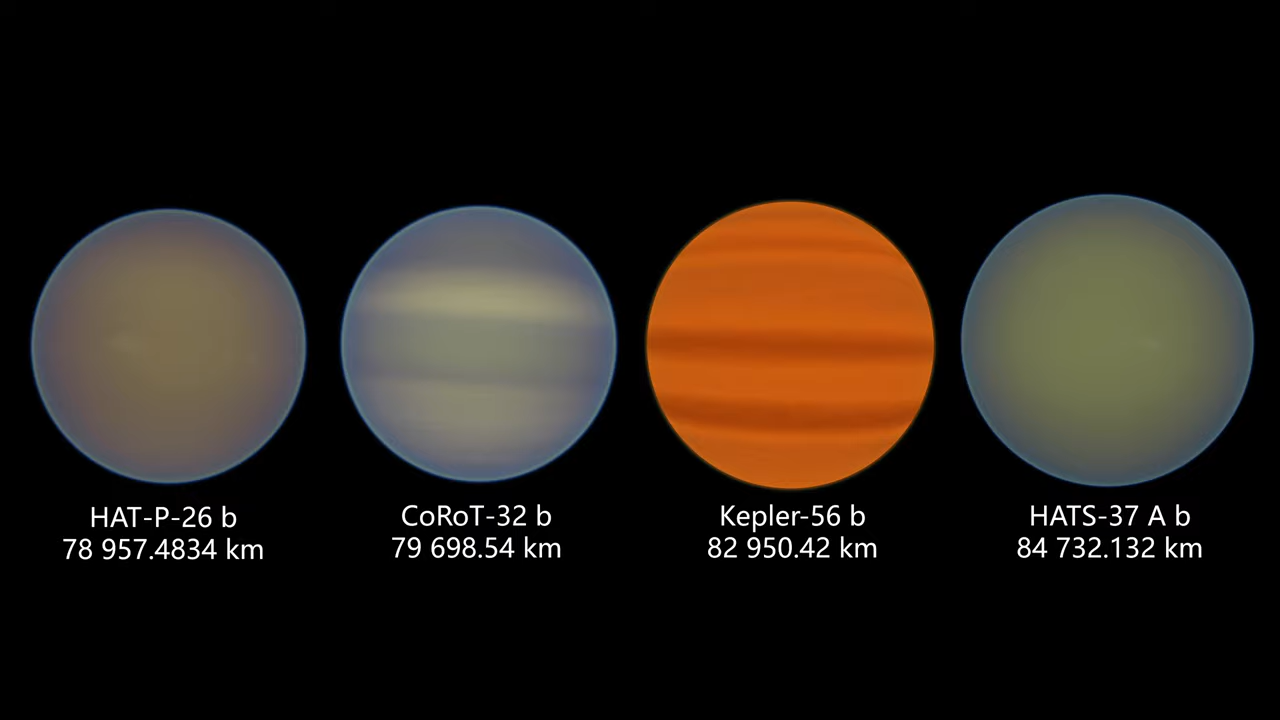 HAT-P-26 b
78 957.4834 km
CoRoT-32 b
79 698.54 km
Kepler-56 b
82 950.42 km
HATS-37 A b
84 732.132 km